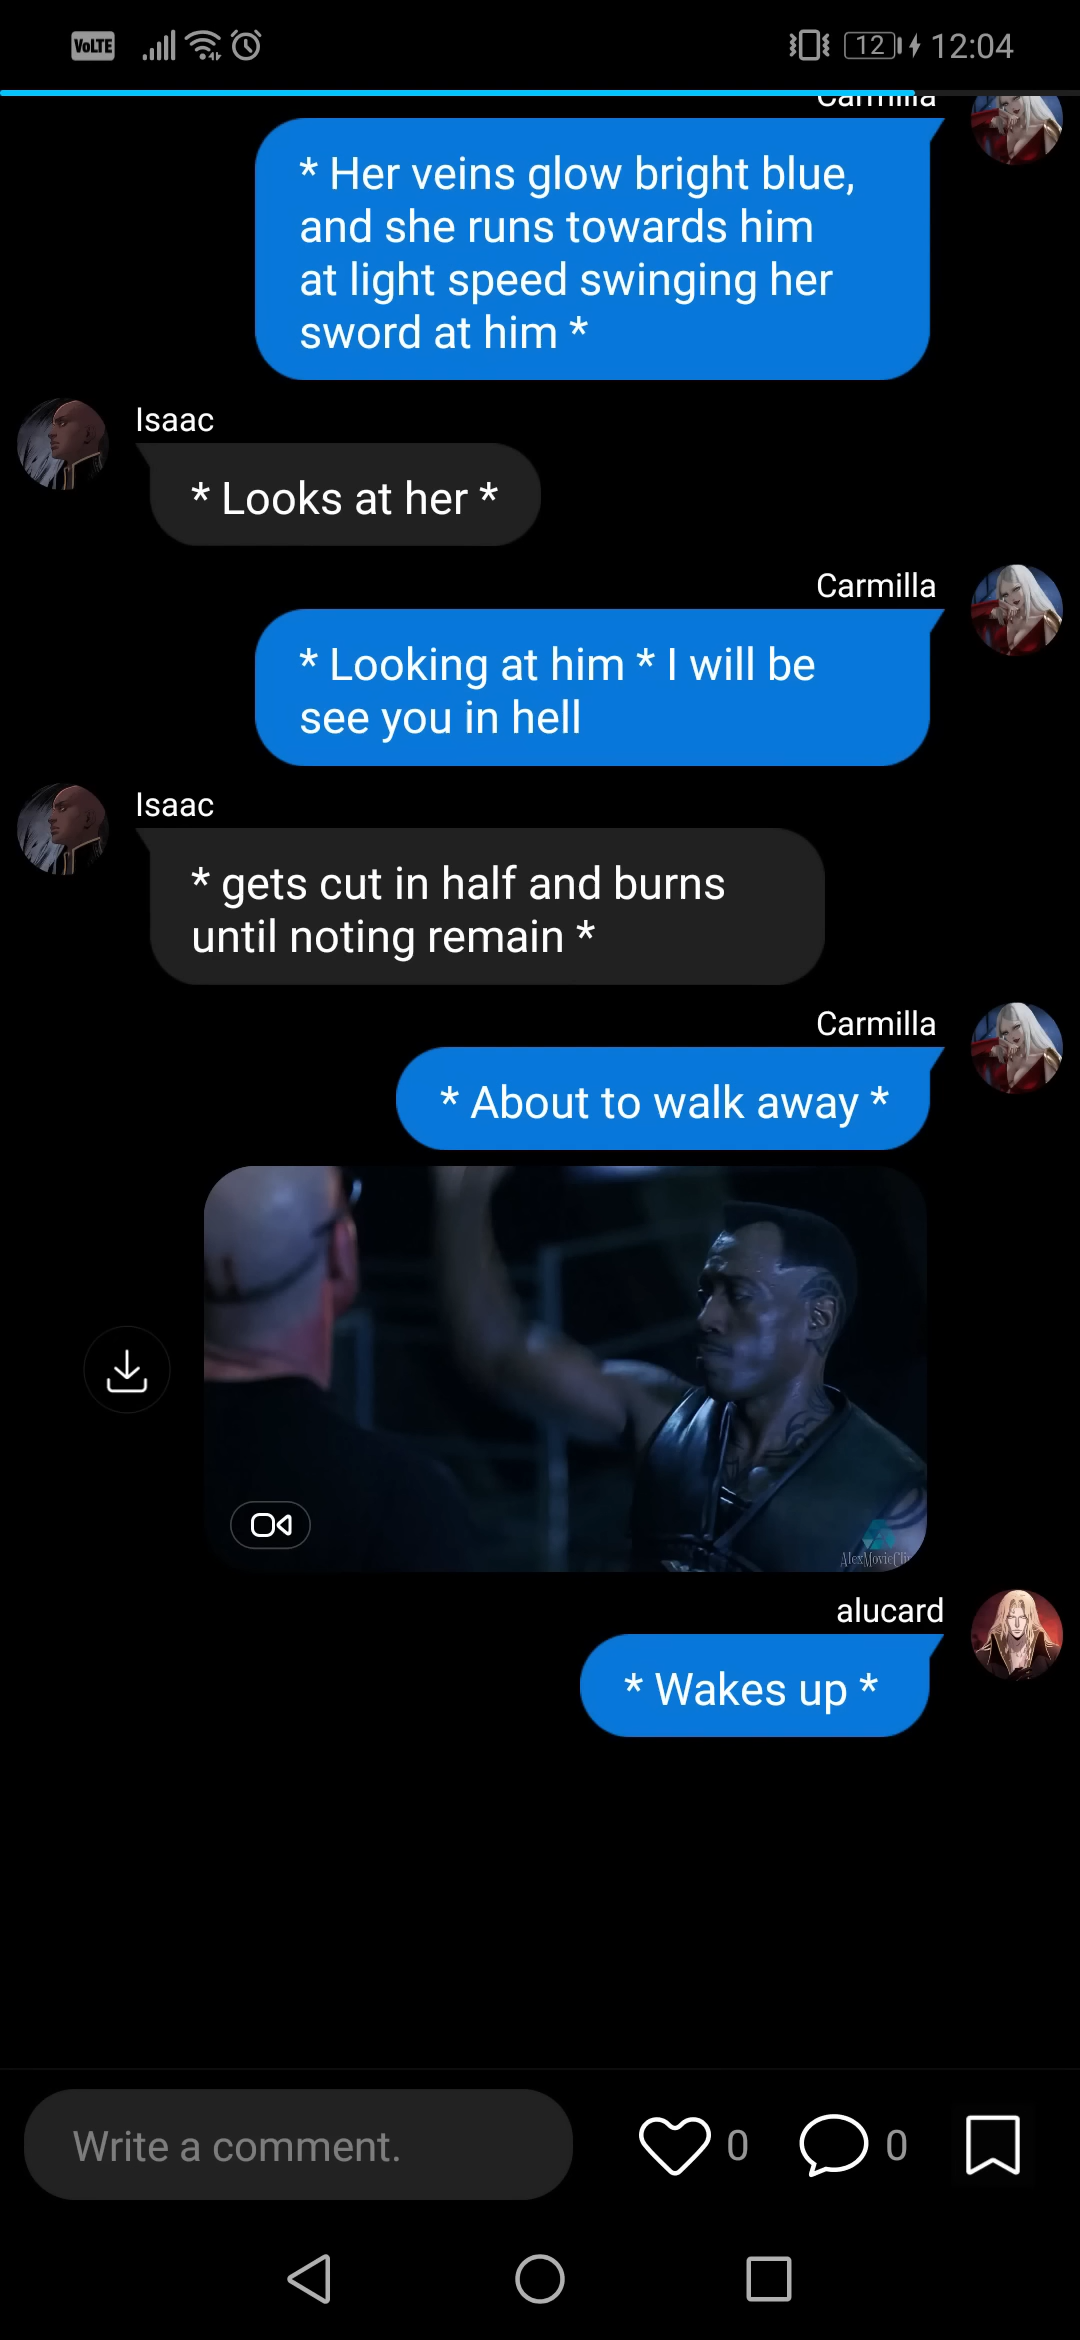 VoLTE
12
12:04
Carmilla
* Her veins glow bright blue,
and she runs towards him
at light speed swinging her
sword at him *
Isaac
* Looks at her *
Carmilla
* Looking at him * I will be
see you in hell
Isaac
* gets cut in half and burns
until noting remain *
Carmilla
* About to walk away *
AlexMovieCli
alucard
* Wakes up *
Write a comment.
0
0